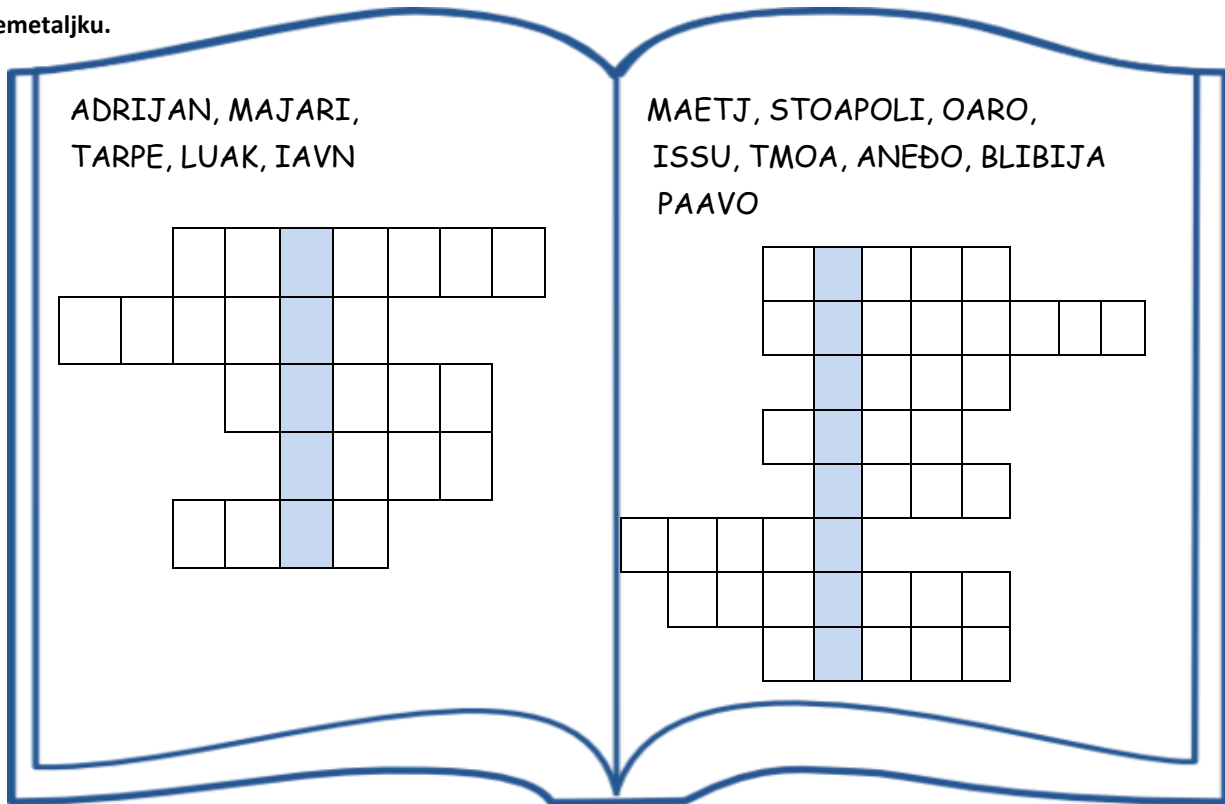 emetaljku.
ADRIJAN, MAJARI,
TARPE, LUAK, IAVN
MAETJ, STOAPOLI, OARO,
ISSU, TMOA, ANEĐO, BLIBIJA
PAAVO